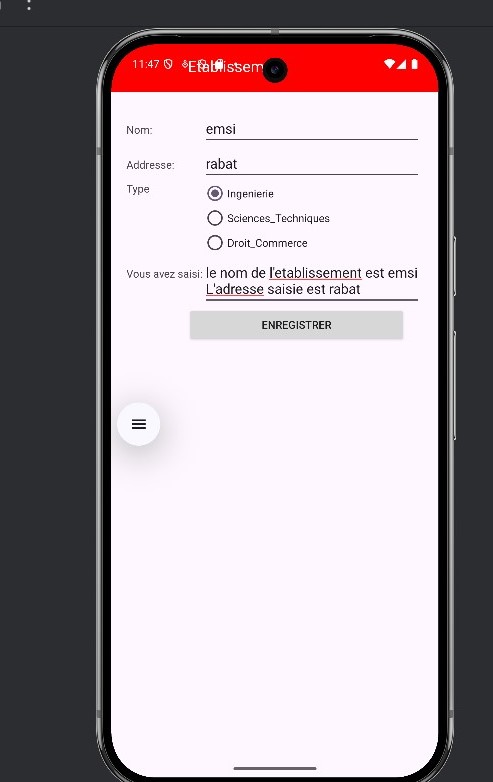 11:47
Etablissem
Nom: emsi
Addresse: rabat
Type
Ingenierie
Sciences_Techniques
Droit_Commerce
Vous avez saisi: le nom de l'etablissement est emsi
L'adresse saisie est rabat
ENREGISTRER